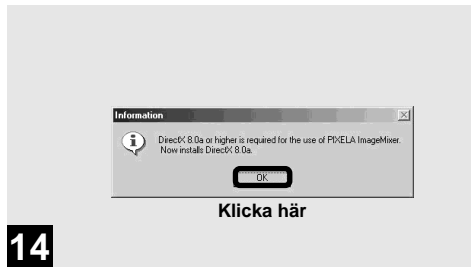 Information
DirectX 8.0a or higher is required for the use of PIXELA ImageMixer.
Now installs DirectX 8.0a.
OK
Klicka här
14